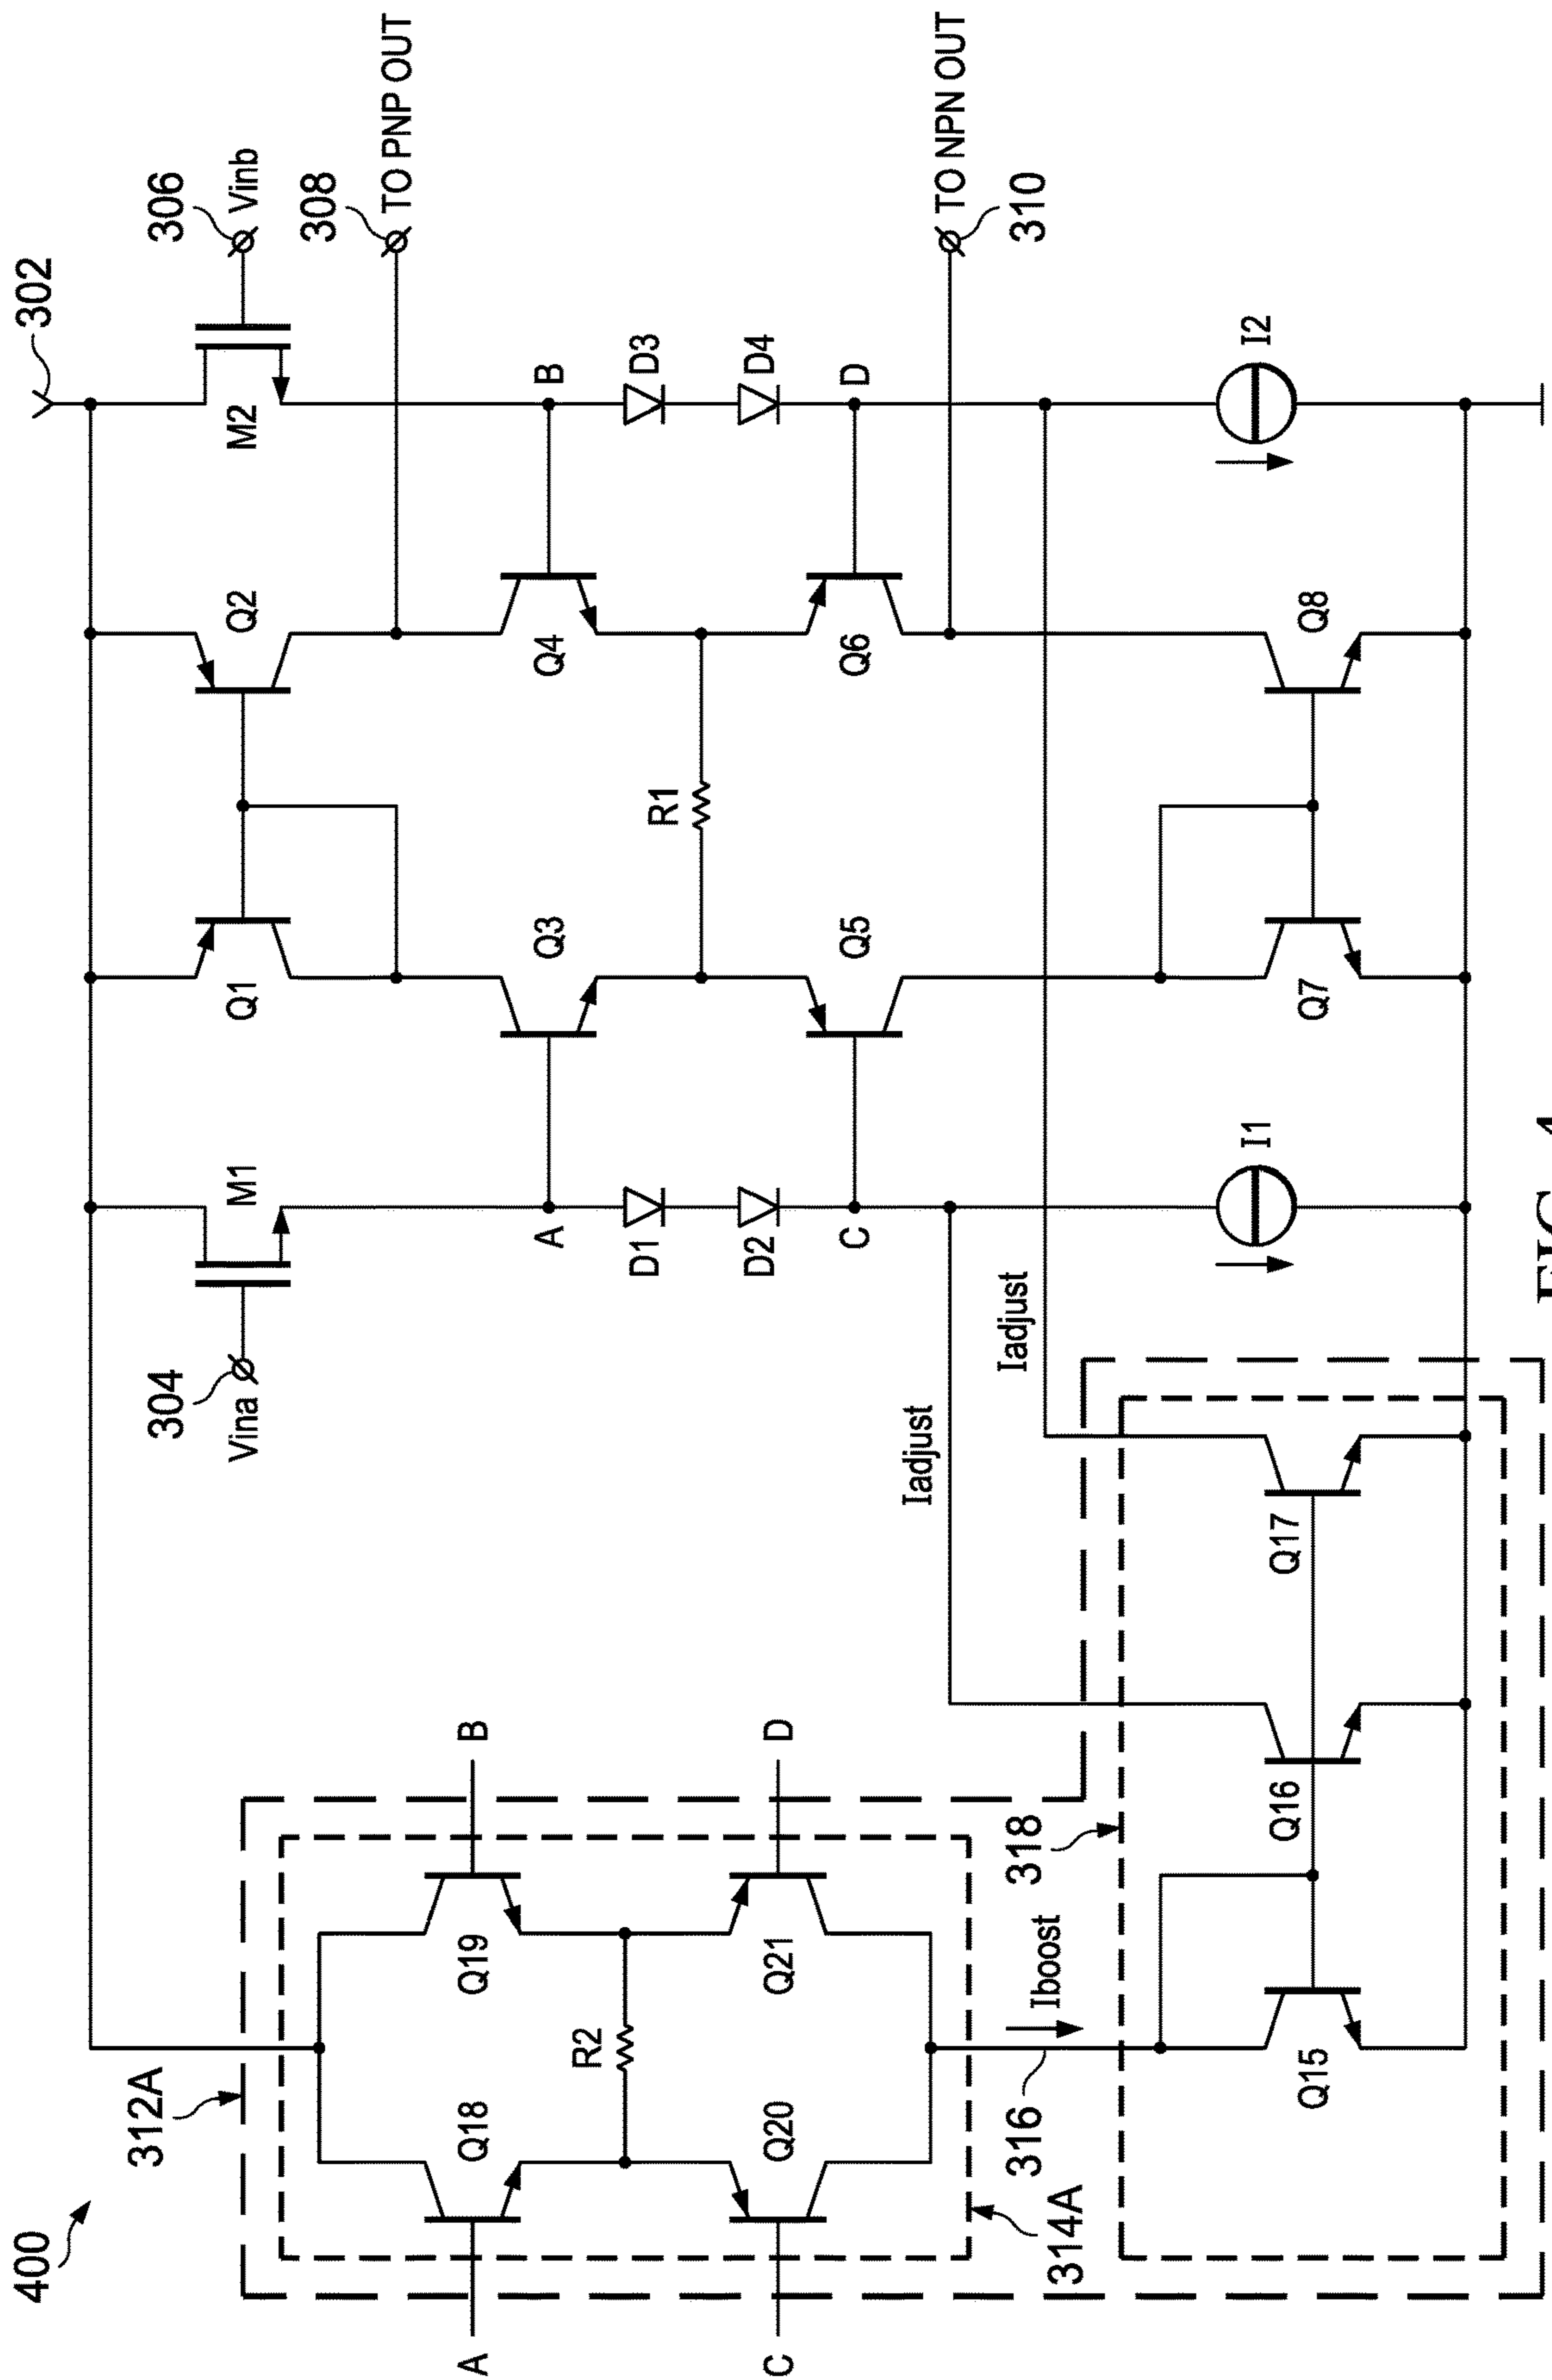 400
302
312A
304
Vina
M1
Q1
Q2
M2
306
Vinb
308
TO PNP OUT
A
Q18
Q19
B
A
Q3
Q4
B
R2
D1
R1
D3
C
Q20
Q21
D
D2
C
Q5
Q6
D4
D
314A
316
Iboost
318
Iadjust
Iadjust
TO NPN OUT
310
Q15
Q16
Q17
I1
Q7
Q8
I2